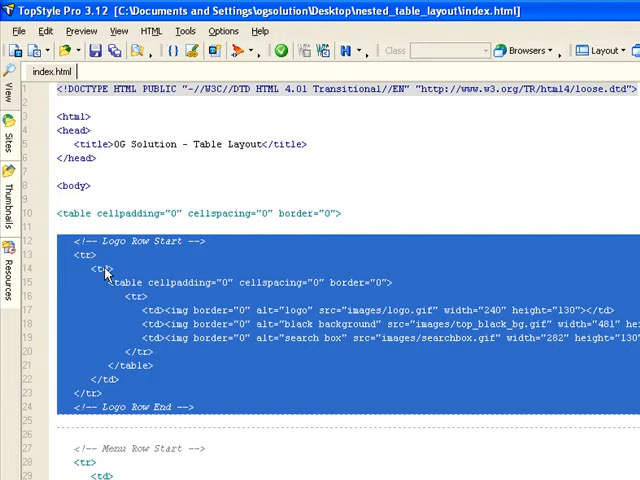 TopStyle Pro 3.12 [C:\Documents and Settings\ogsolution\Desktop\nested_table_layout\index.html]
File Edit Preview View HTML Tools Options Help
Class Browsers Layout
index.html
View
Sites
Thumbnails
Resources
1 <!DOCTYPE HTML PUBLIC "-//W3C//DTD HTML 4.01 Transitional//EN" "http://www.w3.org/TR/html4/loose.dtd">
2
3 <html>
4 <head>
5 <title>OG Solution - Table Layout</title>
6 </head>
7
8 <body>
9
10 <table cellpadding="0" cellspacing="0" border="0">
11
12 <!-- Logo Row Start -->
13 <tr>
14 <td>
15 <table cellpadding="0" cellspacing="0" border="0">
16 <tr>
17 <td><img border="0" alt="logo" src="images/logo.gif" width="240" height="130"></td>
18 <td><img border="0" alt="black background" src="images/top_black_bg.gif" width="481" he
19 <td><img border="0" alt="search box" src="images/searchbox.gif" width="282" height="130"
20 </tr>
21 </table>
22 </td>
23 </tr>
24 <!-- Logo Row End -->
25
26
27 <!-- Menu Row Start -->
28 <tr>
29 <td>